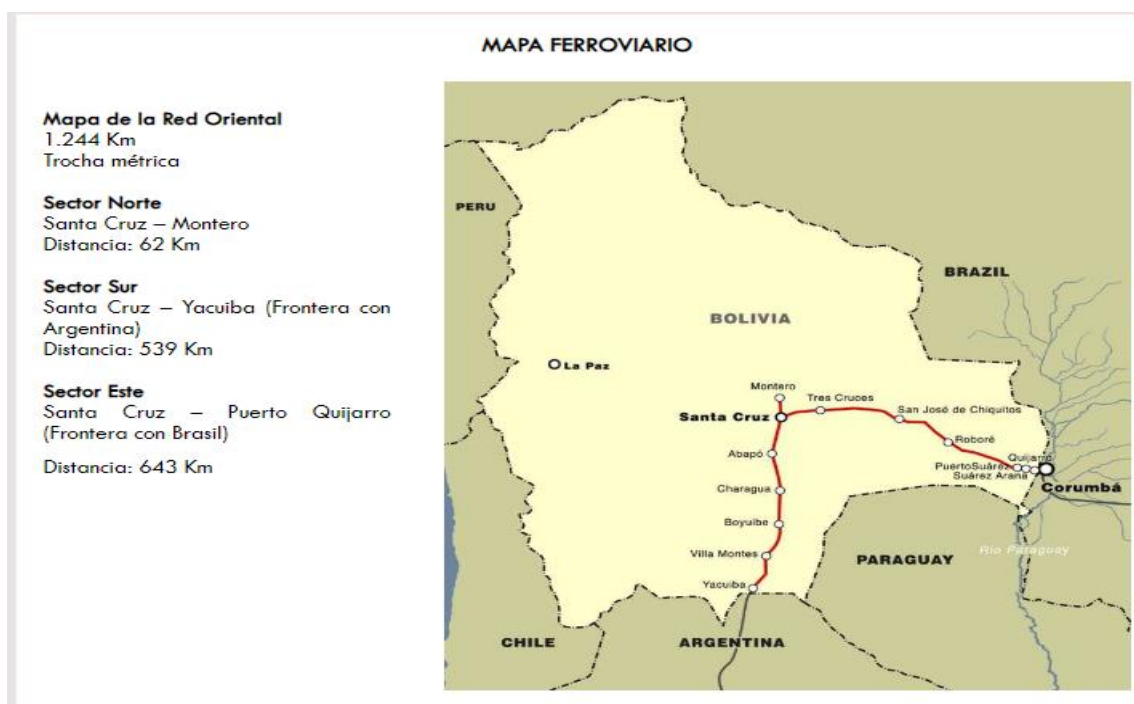 MAPA FERROVIARIO
Mapa de la Red Oriental
1.244 Km
Trocha métrica
Sector Norte
Santa Cruz – Montero
Distancia: 62 Km
Sector Sur
Santa Cruz – Yacuiba (Frontera con
Argentina)
Distancia: 539 Km
Sector Este
Santa Cruz – Puerto Quijarro
(Frontera con Brasil)
Distancia: 643 Km
PERU
BRAZIL
BOLIVIA
La Paz
Montero
Tres Cruces
Santa Cruz
San José de Chiquitos
Roboré
Abapó
Quijarro
PuertoSuárez
Suárez Arana
Corumbá
Charagua
Boyuibe
Villa Montes
Rio Paraguay
PARAGUAY
Yacuiba
CHILE
ARGENTINA